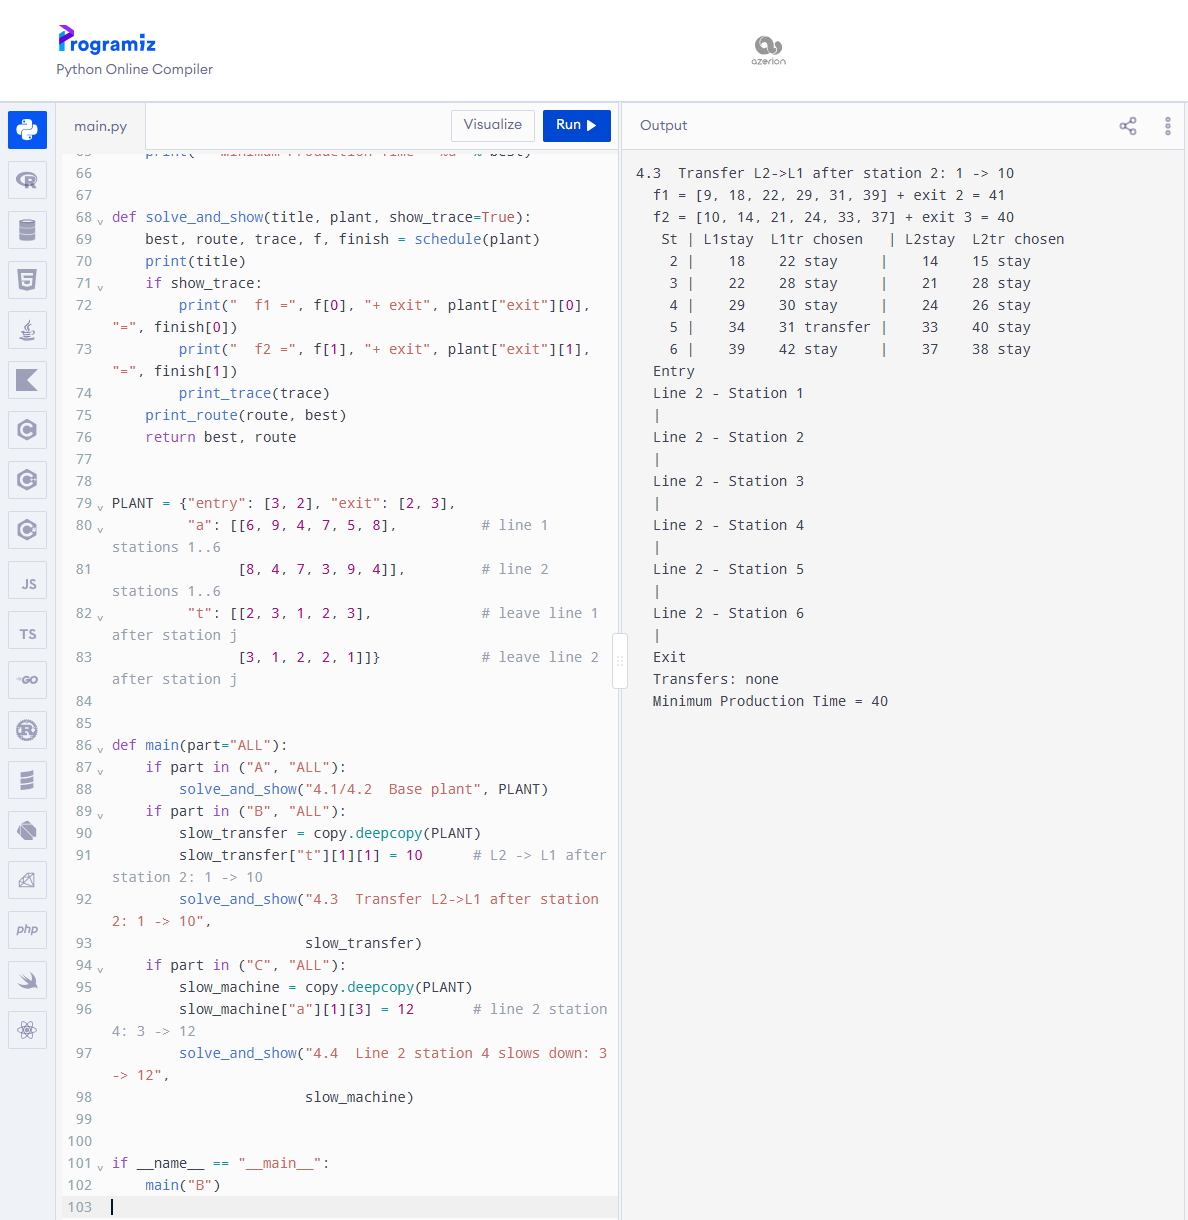 Programiz
Python Online Compiler
azerion
main.py
Visualize
Run
Output
JS
TS
GO
php
66
67
68 def solve_and_show(title, plant, show_trace=True):
69     best, route, trace, f, finish = schedule(plant)
70     print(title)
71     if show_trace:
72         print("  f1 =", f[0], "+ exit", plant["exit"][0],
"=", finish[0])
73         print("  f2 =", f[1], "+ exit", plant["exit"][1],
"=", finish[1])
74         print_trace(trace)
75     print_route(route, best)
76     return best, route
77
78
79 PLANT = {"entry": [3, 2], "exit": [2, 3],
80          "a": [[6, 9, 4, 7, 5, 8],          # line 1
stations 1..6
81                [8, 4, 7, 3, 9, 4]],         # line 2
stations 1..6
82          "t": [[2, 3, 1, 2, 3],             # leave line 1
after station j
83                [3, 1, 2, 2, 1]]}            # leave line 2
after station j
84
85
86 def main(part="ALL"):
87     if part in ("A", "ALL"):
88         solve_and_show("4.1/4.2  Base plant", PLANT)
89     if part in ("B", "ALL"):
90         slow_transfer = copy.deepcopy(PLANT)
91         slow_transfer["t"][1][1] = 10      # L2 -> L1 after
station 2: 1 -> 10
92         solve_and_show("4.3  Transfer L2->L1 after station
2: 1 -> 10",
93                        slow_transfer)
94     if part in ("C", "ALL"):
95         slow_machine = copy.deepcopy(PLANT)
96         slow_machine["a"][1][3] = 12       # line 2 station
4: 3 -> 12
97         solve_and_show("4.4  Line 2 station 4 slows down: 3
-> 12",
98                        slow_machine)
99
100
101 if __name__ == "__main__":
102     main("B")
103
4.3  Transfer L2->L1 after station 2: 1 -> 10
  f1 = [9, 18, 22, 29, 31, 39] + exit 2 = 41
  f2 = [10, 14, 21, 24, 33, 37] + exit 3 = 40
   St | L1stay  L1tr chosen   | L2stay  L2tr chosen
    2 |    18    22 stay     |    14    15 stay
    3 |    22    28 stay     |    21    28 stay
    4 |    29    30 stay     |    24    26 stay
    5 |    34    31 transfer |    33    40 stay
    6 |    39    42 stay     |    37    38 stay
  Entry
  Line 2 - Station 1
  |
  Line 2 - Station 2
  |
  Line 2 - Station 3
  |
  Line 2 - Station 4
  |
  Line 2 - Station 5
  |
  Line 2 - Station 6
  |
  Exit
  Transfers: none
  Minimum Production Time = 40